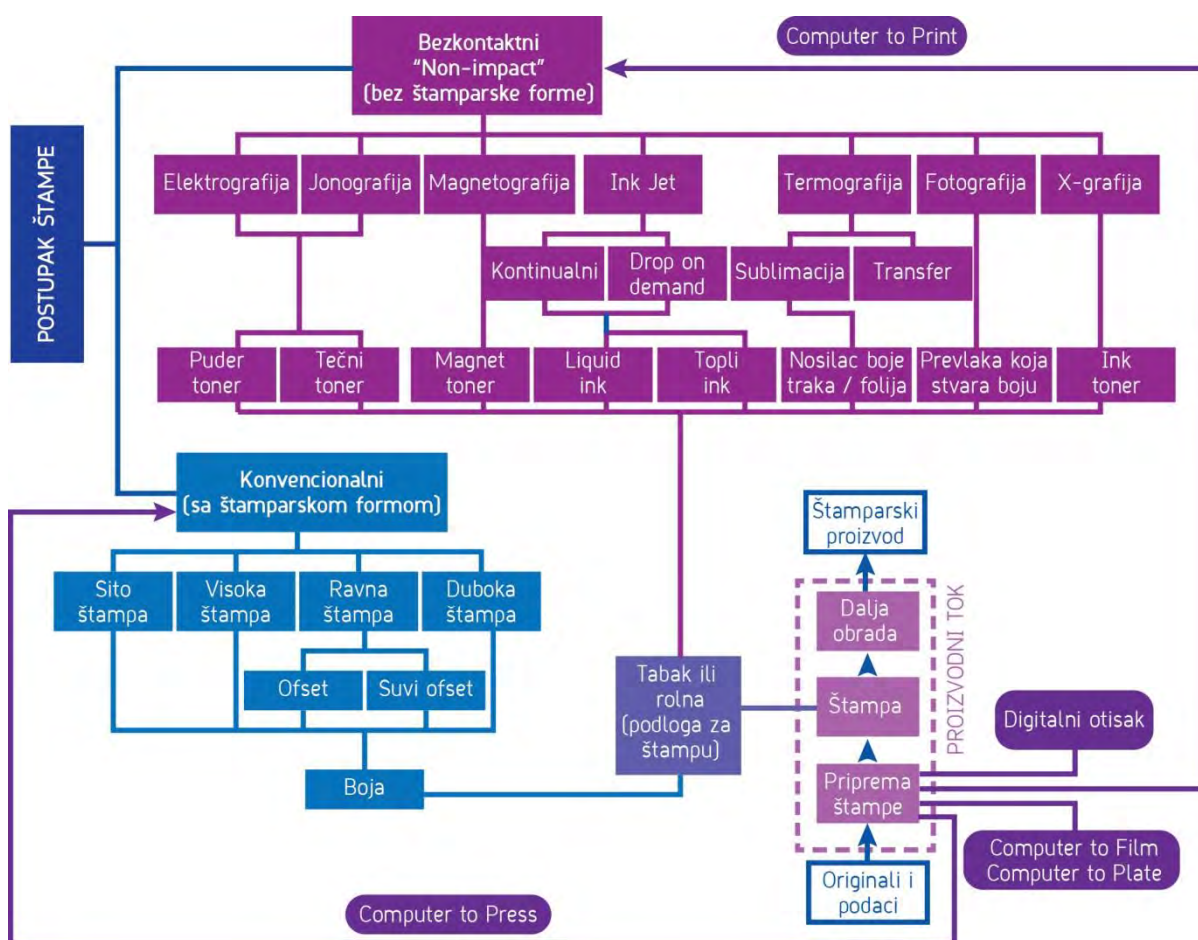 Computer to Print
Bezkontaktni
“Non-impact”
(bez štamparske forme)
POSTUPAK ŠTAMPE
Elektrografija
Jonografija
Magnetografija
Ink Jet
Termografija
Fotografija
X-grafija
Kontinualni
Drop on
demand
Sublimacija
Transfer
Puder
toner
Tečni
toner
Magnet
toner
Liquid
ink
Topli
ink
Nosilac boje
traka / folija
Prevlaka koja
stvara boju
Ink
toner
Konvencionalni
(sa štamparskom formom)
Sito
štampa
Visoka
štampa
Ravna
štampa
Duboka
štampa
Ofset
Suvi ofset
Boja
Tabak ili
rolna
(podloga za
štampu)
Štamparski
proizvod
Dalja
obrada
Štampa
Priprema
štampe
PROIZVODNI TOK
Originali i
podaci
Digitalni otisak
Computer to Film
Computer to Plate
Computer to Press